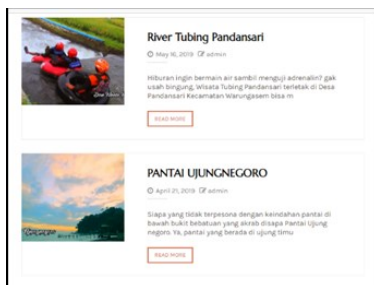 River Tubing Pandansari
May 16, 2019 admin
Hiburan ingin bermain air sambil menguji adrenalin? gak
usah bingung, Wisata Tubing Pandansari terletak di Desa
Pandansari Kecamatan Warungasem bisa m
READ MORE
PANTAI UJUNGNEGORO
April 21, 2019 admin
Siapa yang tidak terpesona dengan keindahan pantai di
bawah bukit bebatuan yang akrab disapa Pantai Ujung
negoro. Ya, pantai yang berada di ujung timu
READ MORE